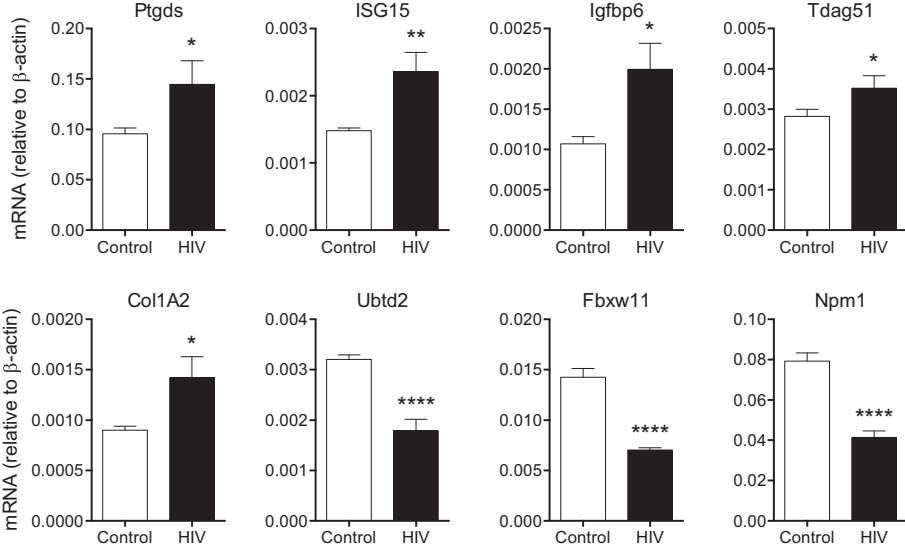 Ptgds
ISG15
Igfbp6
Tdag51
mRNA (relative to β-actin)
0.20
0.15
0.10
0.05
0.00
*
Control HIV
0.003
0.002
0.001
0.000
**
Control HIV
0.0025
0.0020
0.0015
0.0010
0.0005
0.0000
*
Control HIV
0.005
0.004
0.003
0.002
0.001
0.000
*
Control HIV
Col1A2
Ubtd2
Fbxw11
Npm1
mRNA (relative to β-actin)
0.0020
0.0015
0.0010
0.0005
0.0000
*
Control HIV
0.004
0.003
0.002
0.001
0.000
****
Control HIV
0.020
0.015
0.010
0.005
0.000
****
Control HIV
0.10
0.08
0.06
0.04
0.02
0.00
****
Control HIV